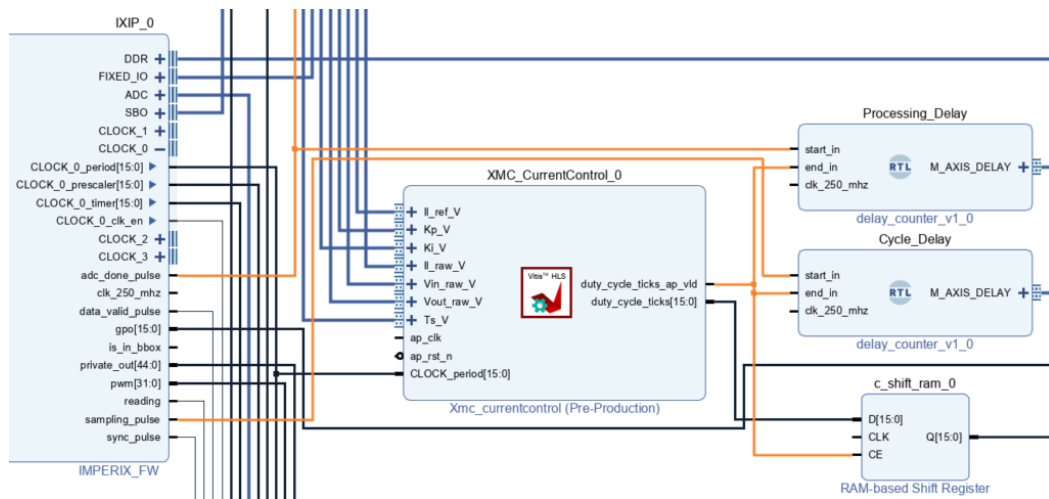 IXIP_0
DDR
FIXED_IO
ADC
SBO
CLOCK_1
CLOCK_0
CLOCK_0_period[15:0]
CLOCK_0_prescaler[15:0]
CLOCK_0_timer[15:0]
CLOCK_0_clk_en
CLOCK_2
CLOCK_3
adc_done_pulse
clk_250_mhz
data_valid_pulse
gpo[15:0]
is_in_bbox
private_out[44:0]
pwm[31:0]
reading
sampling_pulse
sync_pulse
IMPERIX_FW
XMC_CurrentControl_0
Il_ref_V
Kp_V
Ki_V
Il_raw_V
Vin_raw_V
Vout_raw_V
Ts_V
ap_clk
ap_rst_n
CLOCK_period[15:0]
Vitis™ HLS
duty_cycle_ticks_ap_vld
duty_cycle_ticks[15:0]
Xmc_currentcontrol (Pre-Production)
Processing_Delay
start_in
end_in
clk_250_mhz
RTL
M_AXIS_DELAY
delay_counter_v1_0
Cycle_Delay
start_in
end_in
clk_250_mhz
RTL
M_AXIS_DELAY
delay_counter_v1_0
c_shift_ram_0
D[15:0]
CLK
CE
Q[15:0]
RAM-based Shift Register